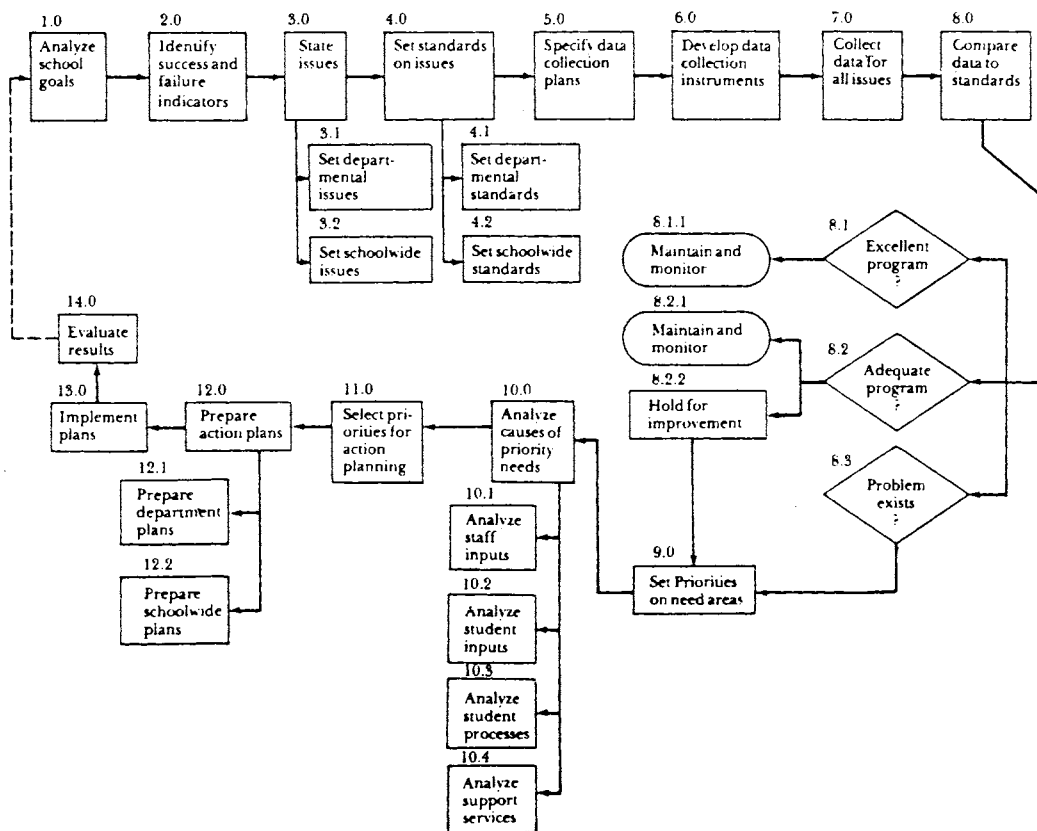 1.0
Analyze
school
goals
2.0
Identify
success and
failure
indicators
3.0
State
issues
4.0
Set standards
on issues
5.0
Specify data
collection
plans
6.0
Develop data
collection
instruments
7.0
Collect
data for
all issues
8.0
Compare
data to
standards
3.1
Set depart-
mental
issues
4.1
Set depart-
mental
standards
3.2
Set schoolwide
issues
4.2
Set schoolwide
standards
8.1.1
Maintain and
monitor
8.1
Excellent
program
?
8.2.1
Maintain and
monitor
8.2
Adequate
program
?
8.2.2
Hold for
improvement
8.3
Problem
exists
?
9.0
Set Priorities
on need areas
10.0
Analyze
causes of
priority
needs
10.1
Analyze
staff
inputs
10.2
Analyze
student
inputs
10.3
Analyze
student
processes
10.4
Analyze
support
services
11.0
Select pri-
orities for
action
planning
12.0
Prepare
action plans
12.1
Prepare
department
plans
12.2
Prepare
schoolwide
plans
13.0
Implement
plans
14.0
Evaluate
results